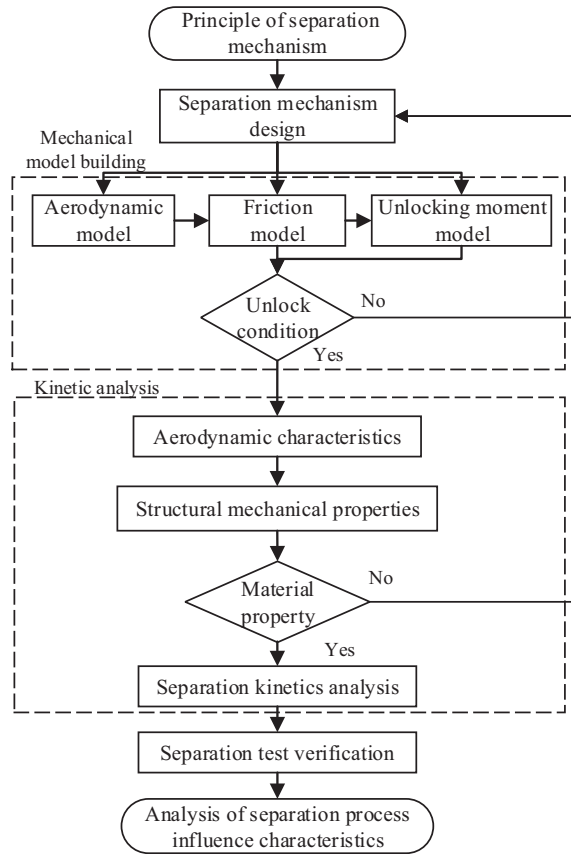 Principle of separation
mechanism
Separation mechanism
design
Mechanical
model building
Aerodynamic
model
Friction
model
Unlocking moment
model
Unlock
condition
No
Yes
Kinetic analysis
Aerodynamic characteristics
Structural mechanical properties
Material
property
No
Yes
Separation kinetics analysis
Separation test verification
Analysis of separation process
influence characteristics